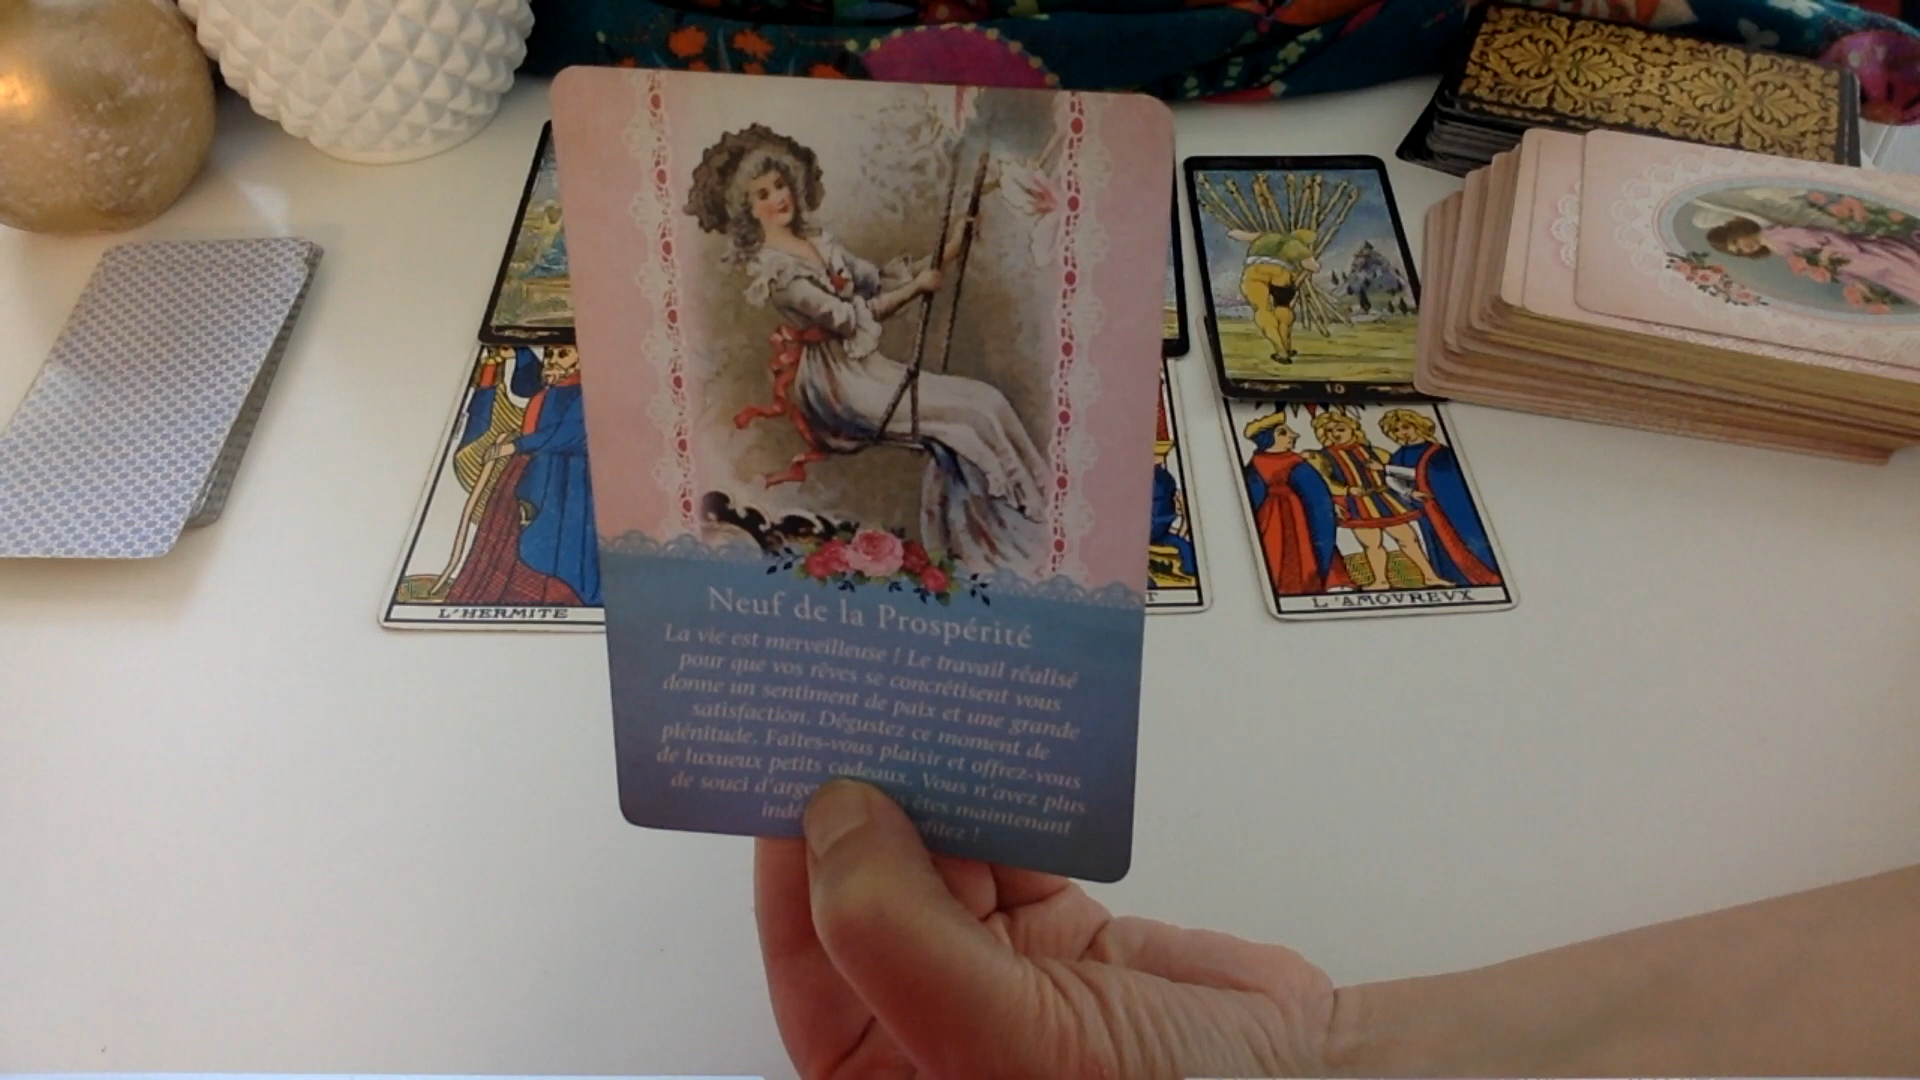 10
L'HERMITE
T
L'AMOVREVX
Neuf de la Prospérité
La vie est merveilleuse ! Le travail réalisé
pour que vos rêves se concrétisent vous
donne un sentiment de paix et une grande
satisfaction. Dégustez ce moment de
plénitude. Faites-vous plaisir et offrez-vous
de luxueux petits cadeaux. Vous n'avez plus
de souci d'arge êtes maintenant
indé ofitez !